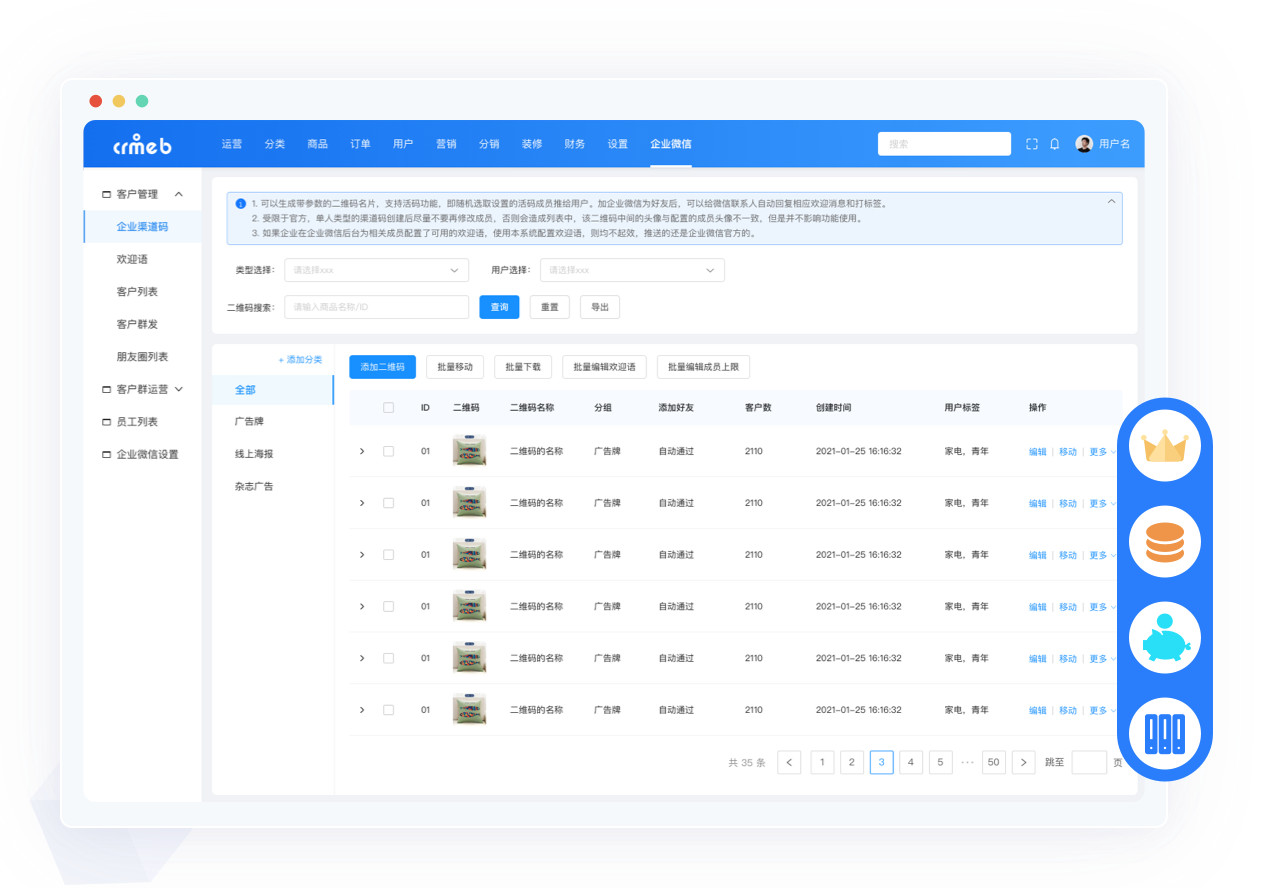 crmeb 运营 分类 商品 订单 用户 营销 分销 装修 财务 设置 企业微信 搜索 用户名
客户管理
企业渠道码
欢迎语
客户列表
客户群发
朋友圈列表
客户群运营
员工列表
企业微信设置
1. 可以生成带参数的二维码名片，支持活码功能，即随机选取设置的活码成员推给用户。加企业微信为好友后，可以给微信联系人自动回复相应欢迎消息和打标签。
2. 受限于官方，单人类型的渠道码创建后尽量不要再修改成员，否则会造成列表中，该二维码中间的头像与配置的成员头像不一致，但是并不影响功能使用。
3. 如果企业在企业微信后台为相关成员配置了可用的欢迎语，使用本系统配置欢迎语，则均不起效，推送的还是企业微信官方的。
类型选择： 请选择xxx 用户选择： 请选择xxx
二维码搜索： 请输入商品名称/ID 查询 重置 导出
+ 添加分类
全部
广告牌
线上海报
杂志广告
添加二维码 批量移动 批量下载 批量编辑欢迎语 批量编辑成员上限
ID 二维码 二维码名称 分组 添加好友 客户数 创建时间 用户标签 操作
01 二维码的名称 广告牌 自动通过 2110 2021-01-25 16:16:32 家电，青年 编辑 移动 更多
01 二维码的名称 广告牌 自动通过 2110 2021-01-25 16:16:32 家电，青年 编辑 移动 更多
01 二维码的名称 广告牌 自动通过 2110 2021-01-25 16:16:32 家电，青年 编辑 移动 更多
01 二维码的名称 广告牌 自动通过 2110 2021-01-25 16:16:32 家电，青年 编辑 移动 更多
01 二维码的名称 广告牌 自动通过 2110 2021-01-25 16:16:32 家电，青年 编辑 移动 更多
01 二维码的名称 广告牌 自动通过 2110 2021-01-25 16:16:32 家电，青年 编辑 移动 更多
共 35 条 < 1 2 3 4 5 ··· 50 > 跳至 页